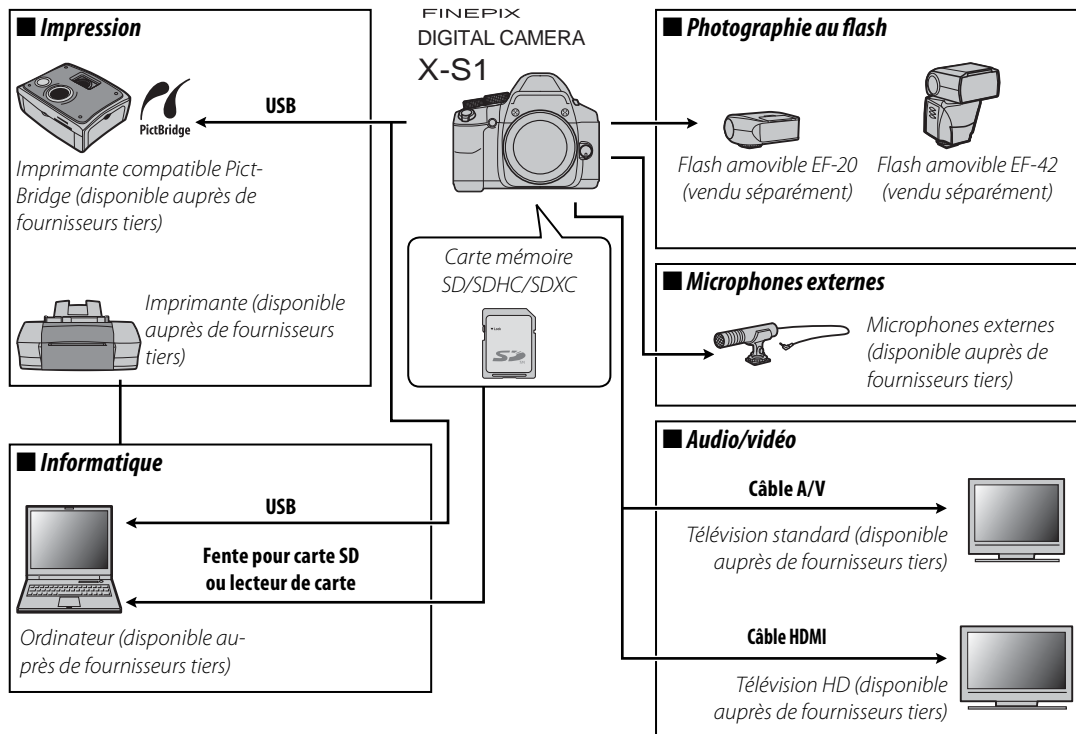 ■ Impression
PictBridge
USB
Imprimante compatible Pict-
Bridge (disponible auprès de
fournisseurs tiers)
Imprimante (disponible
auprès de fournisseurs
tiers)
FINEPIX
DIGITAL CAMERA
X-S1
Carte mémoire
SD/SDHC/SDXC
Lock
SD
■ Photographie au flash
Flash amovible EF-20
(vendu séparément)
Flash amovible EF-42
(vendu séparément)
■ Microphones externes
Microphones externes
(disponible auprès de
fournisseurs tiers)
■ Informatique
USB
Fente pour carte SD
ou lecteur de carte
Ordinateur (disponible au-
près de fournisseurs tiers)
■ Audio/vidéo
Câble A/V
Télévision standard (disponible
auprès de fournisseurs tiers)
Câble HDMI
Télévision HD (disponible
auprès de fournisseurs tiers)